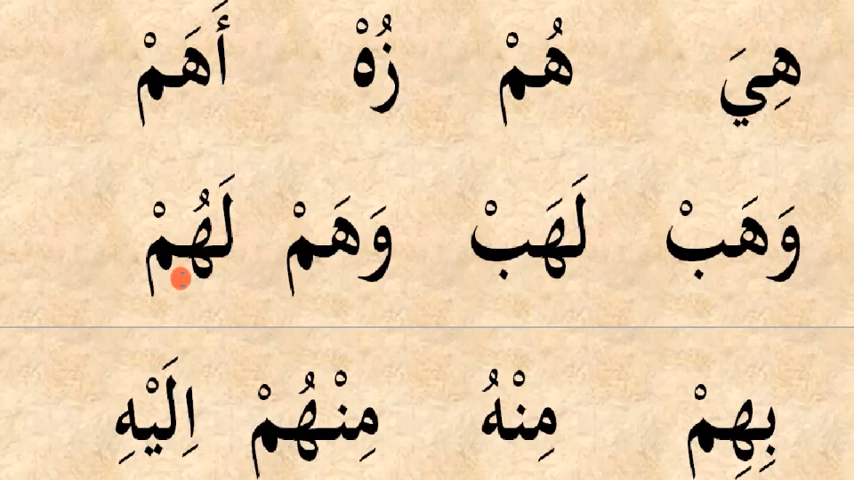 هِيَ هُمْ زُهْ أَهَمْ
وَهَبْ لَهَبْ وَهَمْ لَهُمْ
بِهِمْ مِنْهُ مِنْهُمْ اِلَيْهِ